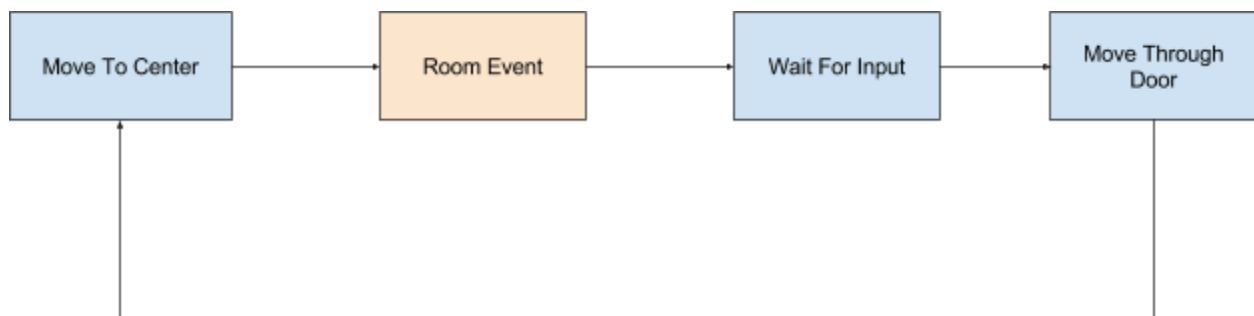 Move To Center
Room Event
Wait For Input
Move Through
Door